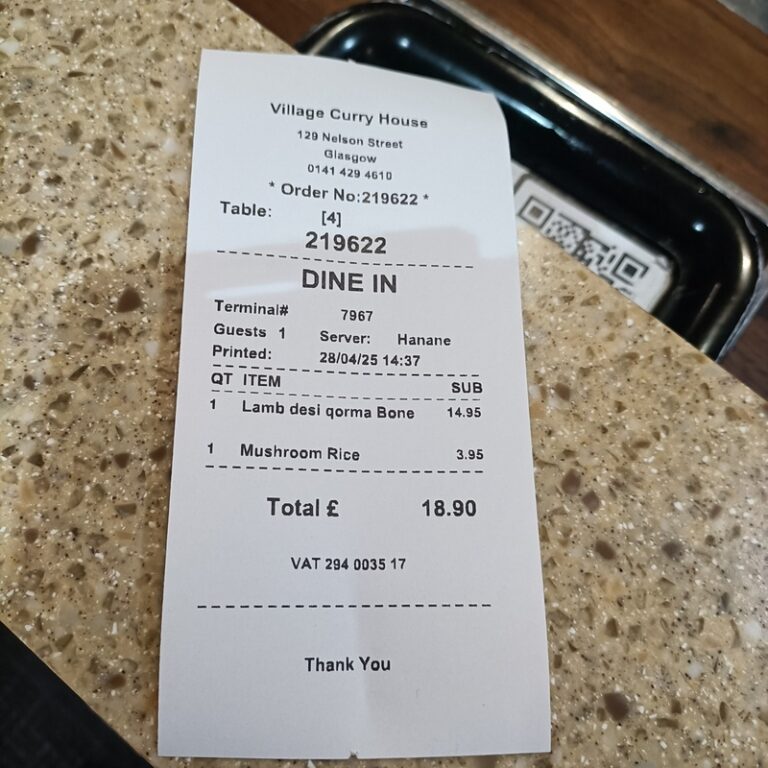 Village Curry House
129 Nelson Street
Glasgow
0141 429 4610
* Order No:219622 *
Table: [4]
219622
DINE IN
Terminal# 7967
Guests 1 Server: Hanane
Printed: 28/04/25 14:37
QT ITEM SUB
1 Lamb desi qorma Bone 14.95
1 Mushroom Rice 3.95
Total £ 18.90
VAT 294 0035 17
Thank You